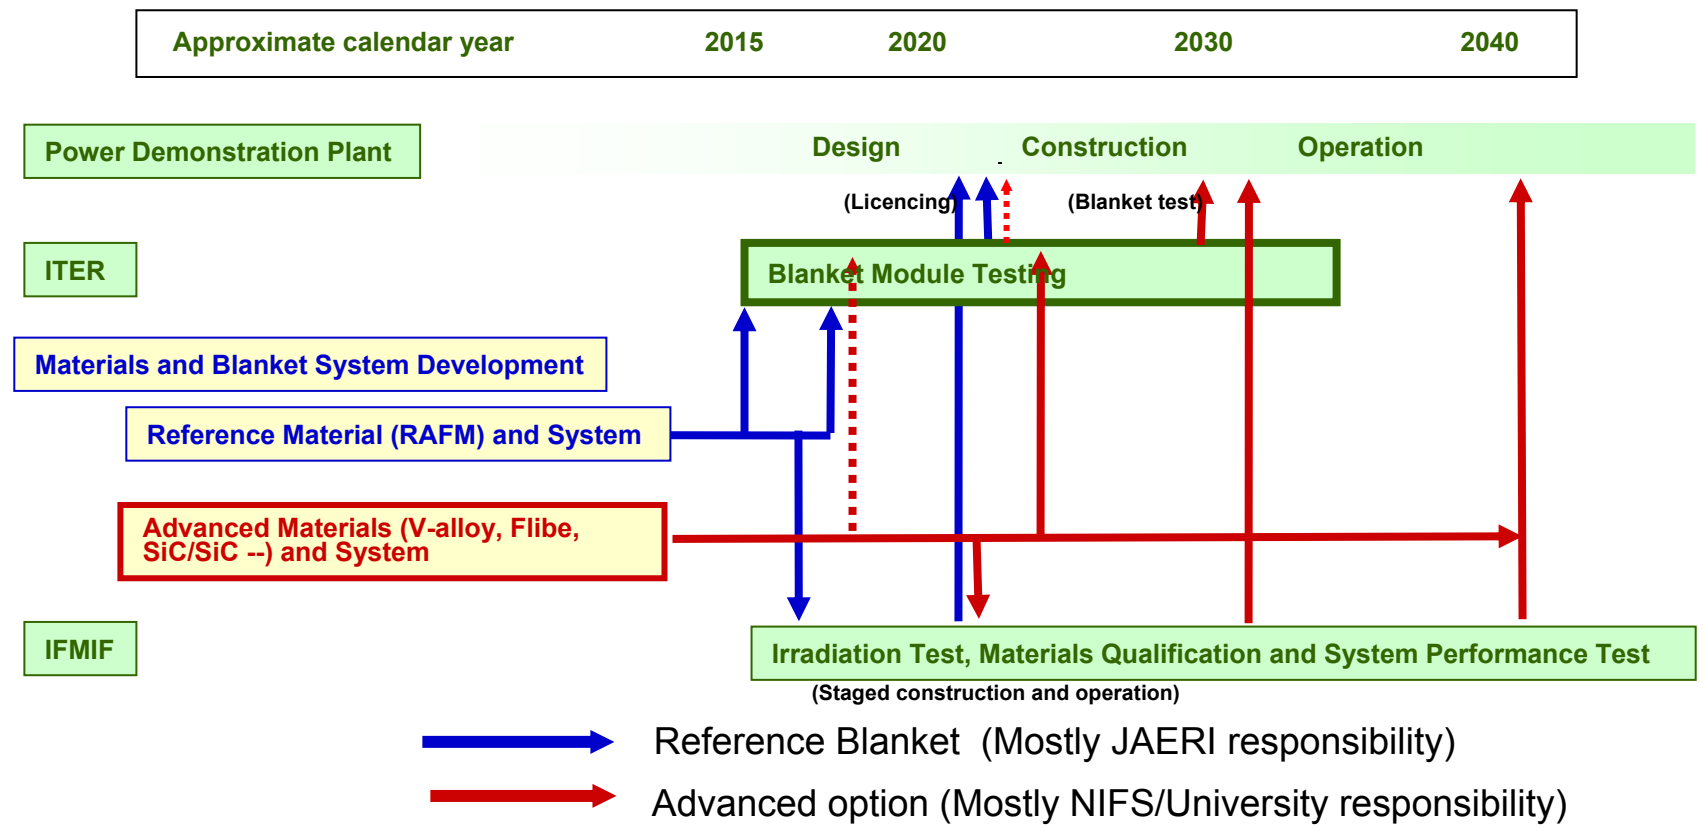 Approximate calendar year 2015 2020 2030 2040
Power Demonstration Plant
Design Construction Operation
(Licencing) (Blanket test)
ITER
Blanket Module Testing
Materials and Blanket System Development
Reference Material (RAFM) and System
Advanced Materials (V-alloy, Flibe,
SiC/SiC --) and System
IFMIF
Irradiation Test, Materials Qualification and System Performance Test
(Staged construction and operation)
Reference Blanket (Mostly JAERI responsibility)
Advanced option (Mostly NIFS/University responsibility)